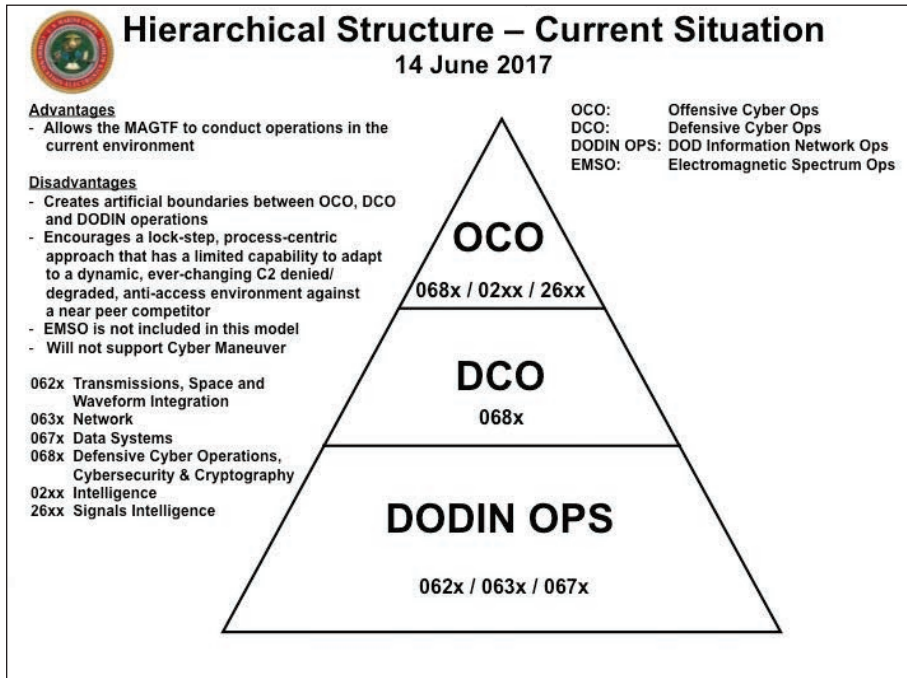 Hierarchical Structure – Current Situation
14 June 2017
Advantages
- Allows the MAGTF to conduct operations in the
current environment
Disadvantages
- Creates artificial boundaries between OCO, DCO
and DODIN operations
- Encourages a lock-step, process-centric
approach that has a limited capability to adapt
to a dynamic, ever-changing C2 denied/
degraded, anti-access environment against
a near peer competitor
- EMSO is not included in this model
- Will not support Cyber Maneuver
062x Transmissions, Space and
Waveform Integration
063x Network
067x Data Systems
068x Defensive Cyber Operations,
Cybersecurity & Cryptography
02xx Intelligence
26xx Signals Intelligence
OCO: Offensive Cyber Ops
DCO: Defensive Cyber Ops
DODIN OPS: DOD Information Network Ops
EMSO: Electromagnetic Spectrum Ops
OCO
068x / 02xx / 26xx
DCO
068x
DODIN OPS
062x / 063x / 067x